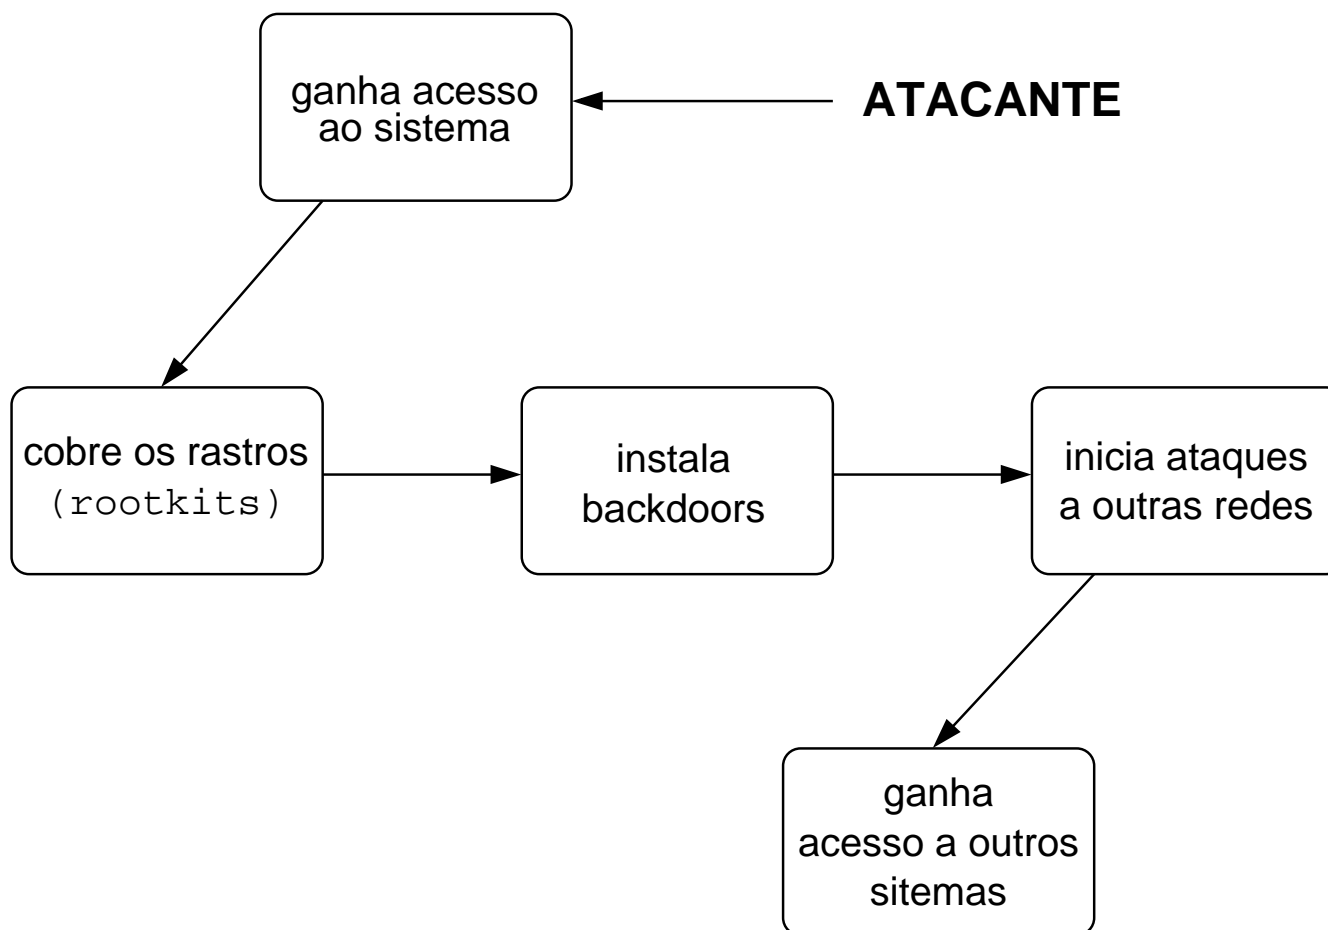 ganha acesso
ao sistema
ATACANTE
cobre os rastros
(rootkits)
instala
backdoors
inicia ataques
a outras redes
ganha
acesso a outros
sitemas